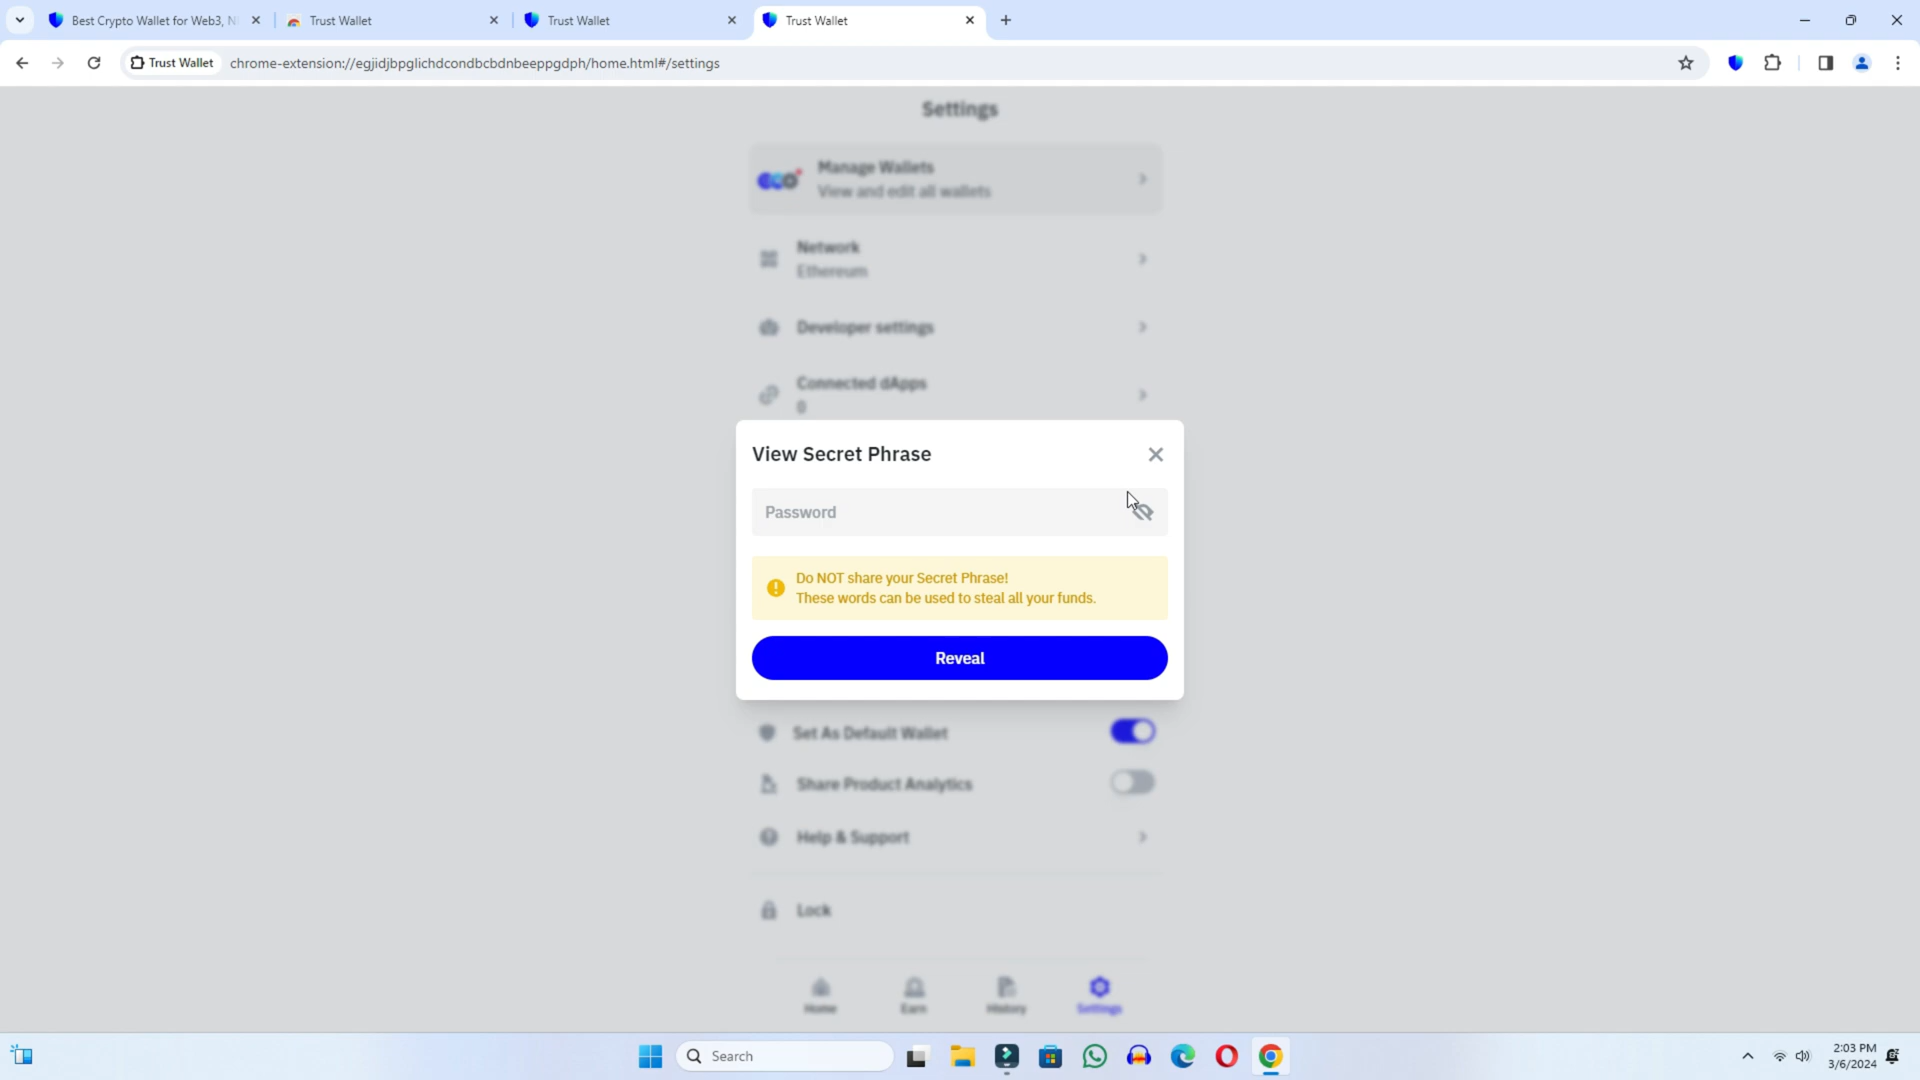 Best Crypto Wallet for Web3, N
Trust Wallet
Trust Wallet
Trust Wallet
Trust Wallet
chrome-extension://egjidjbpglichdcondbcbdnbeeppgdph/home.html#/settings
Settings
Manage Wallets
View and edit all wallets
Network
Ethereum
Developer settings
Connected dApps
0
View Secret Phrase
Password
Do NOT share your Secret Phrase!
These words can be used to steal all your funds.
Reveal
Set As Default Wallet
Share Product Analytics
Help & Support
Lock
Home
Earn
History
Settings
Search
2:03 PM
3/6/2024